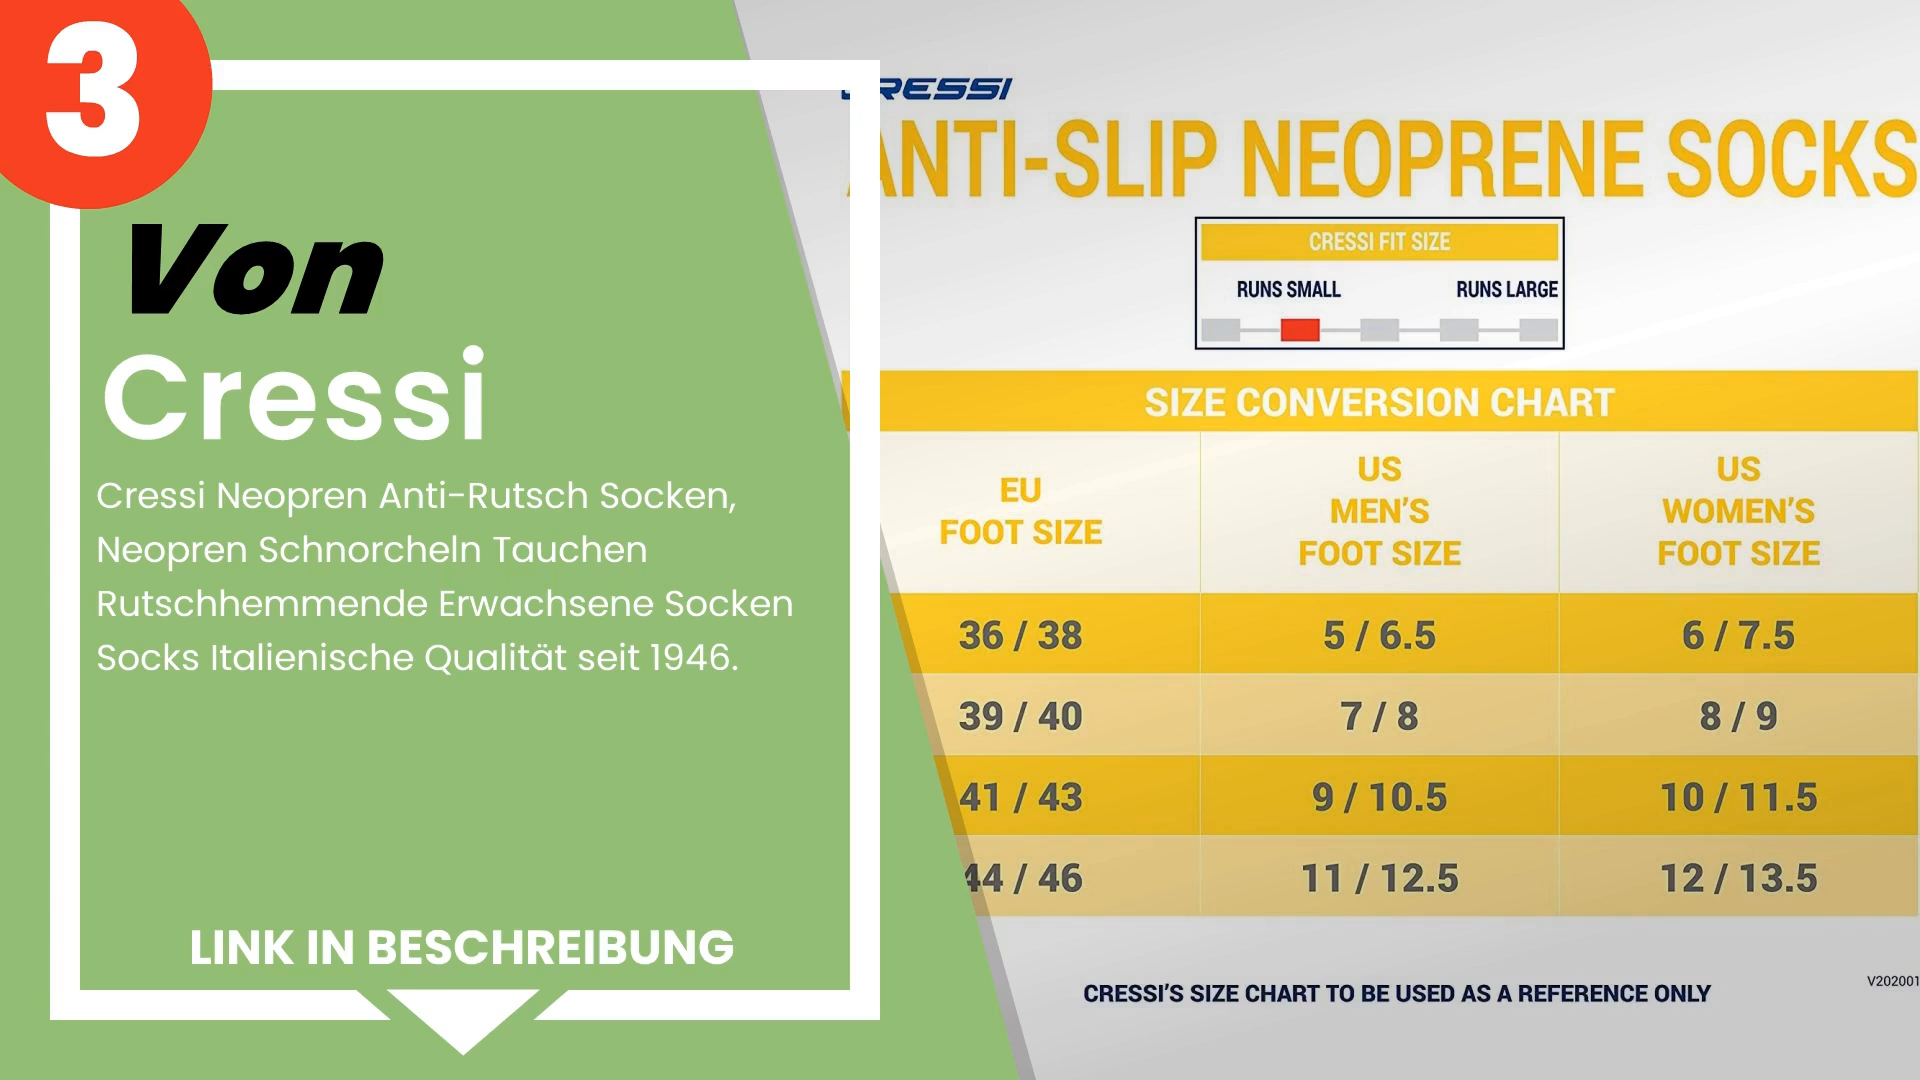 3
Von
Cressi
Cressi Neopren Anti-Rutsch Socken,
Neopren Schnorcheln Tauchen
Rutschhemmende Erwachsene Socken
Socks Italienische Qualität seit 1946.
LINK IN BESCHREIBUNG
CRESSI
ANTI-SLIP NEOPRENE SOCKS
CRESSI FIT SIZE
RUNS SMALL RUNS LARGE
SIZE CONVERSION CHART
EU
FOOT SIZE
US
MEN'S
FOOT SIZE
US
WOMEN'S
FOOT SIZE
36 / 38 5 / 6.5 6 / 7.5
39 / 40 7 / 8 8 / 9
41 / 43 9 / 10.5 10 / 11.5
44 / 46 11 / 12.5 12 / 13.5
V202001
CRESSI'S SIZE CHART TO BE USED AS A REFERENCE ONLY